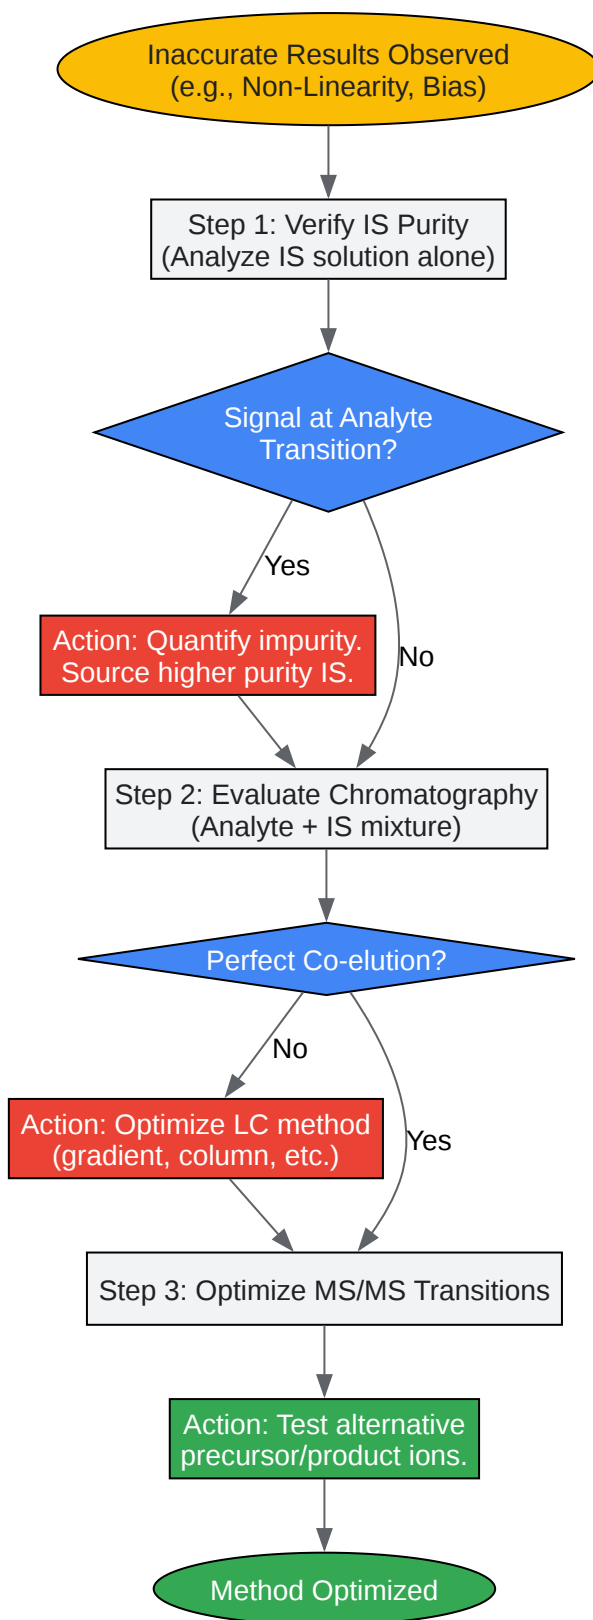 Inaccurate Results Observed
(e.g., Non-Linearity, Bias)
Step 1: Verify IS Purity
(Analyze IS solution alone)
Signal at Analyte
Transition?
Yes
Action: Quantify impurity.
Source higher purity IS.
No
Step 2: Evaluate Chromatography
(Analyte + IS mixture)
Perfect Co-elution?
No
Action: Optimize LC method
(gradient, column, etc.)
Yes
Step 3: Optimize MS/MS Transitions
Action: Test alternative
precursor/product ions.
Method Optimized